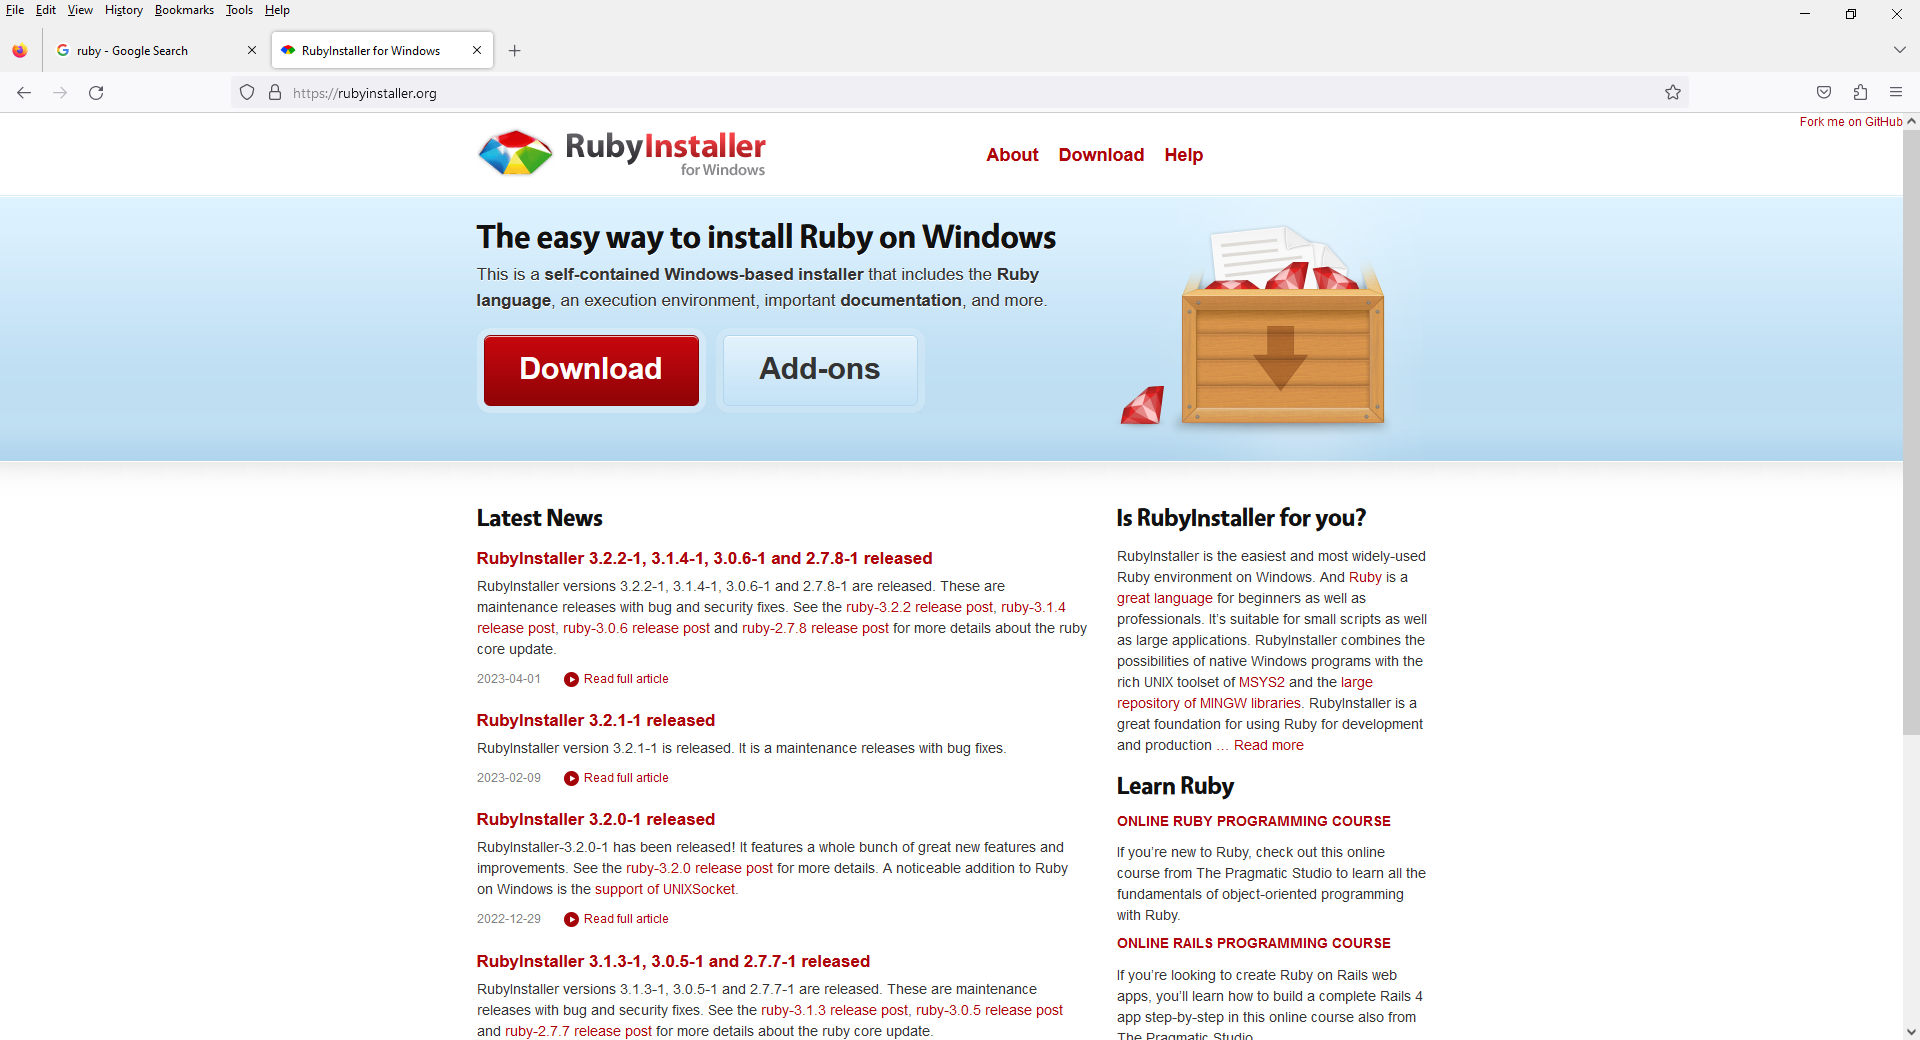 File Edit View History Bookmarks Tools Help
ruby - Google Search
RubyInstaller for Windows
https://rubyinstaller.org
Fork me on GitHub
RubyInstaller
for Windows
About Download Help
The easy way to install Ruby on Windows
This is a self-contained Windows-based installer that includes the Ruby
language, an execution environment, important documentation, and more.
Download
Add-ons
Latest News
RubyInstaller 3.2.2-1, 3.1.4-1, 3.0.6-1 and 2.7.8-1 released
RubyInstaller versions 3.2.2-1, 3.1.4-1, 3.0.6-1 and 2.7.8-1 are released. These are
maintenance releases with bug and security fixes. See the ruby-3.2.2 release post, ruby-3.1.4
release post, ruby-3.0.6 release post and ruby-2.7.8 release post for more details about the ruby
core update.
2023-04-01 Read full article
RubyInstaller 3.2.1-1 released
RubyInstaller version 3.2.1-1 is released. It is a maintenance releases with bug fixes.
2023-02-09 Read full article
RubyInstaller 3.2.0-1 released
RubyInstaller-3.2.0-1 has been released! It features a whole bunch of great new features and
improvements. See the ruby-3.2.0 release post for more details. A noticeable addition to Ruby
on Windows is the support of UNIXSocket.
2022-12-29 Read full article
RubyInstaller 3.1.3-1, 3.0.5-1 and 2.7.7-1 released
RubyInstaller versions 3.1.3-1, 3.0.5-1 and 2.7.7-1 are released. These are maintenance
releases with bug and security fixes. See the ruby-3.1.3 release post, ruby-3.0.5 release post
and ruby-2.7.7 release post for more details about the ruby core update.
Is RubyInstaller for you?
RubyInstaller is the easiest and most widely-used
Ruby environment on Windows. And Ruby is a
great language for beginners as well as
professionals. It’s suitable for small scripts as well
as large applications. RubyInstaller combines the
possibilities of native Windows programs with the
rich UNIX toolset of MSYS2 and the large
repository of MINGW libraries. RubyInstaller is a
great foundation for using Ruby for development
and production … Read more
Learn Ruby
ONLINE RUBY PROGRAMMING COURSE
If you’re new to Ruby, check out this online
course from The Pragmatic Studio to learn all the
fundamentals of object-oriented programming
with Ruby.
ONLINE RAILS PROGRAMMING COURSE
If you’re looking to create Ruby on Rails web
apps, you’ll learn how to build a complete Rails 4
app step-by-step in this online course also from
The Pragmatic Studio.